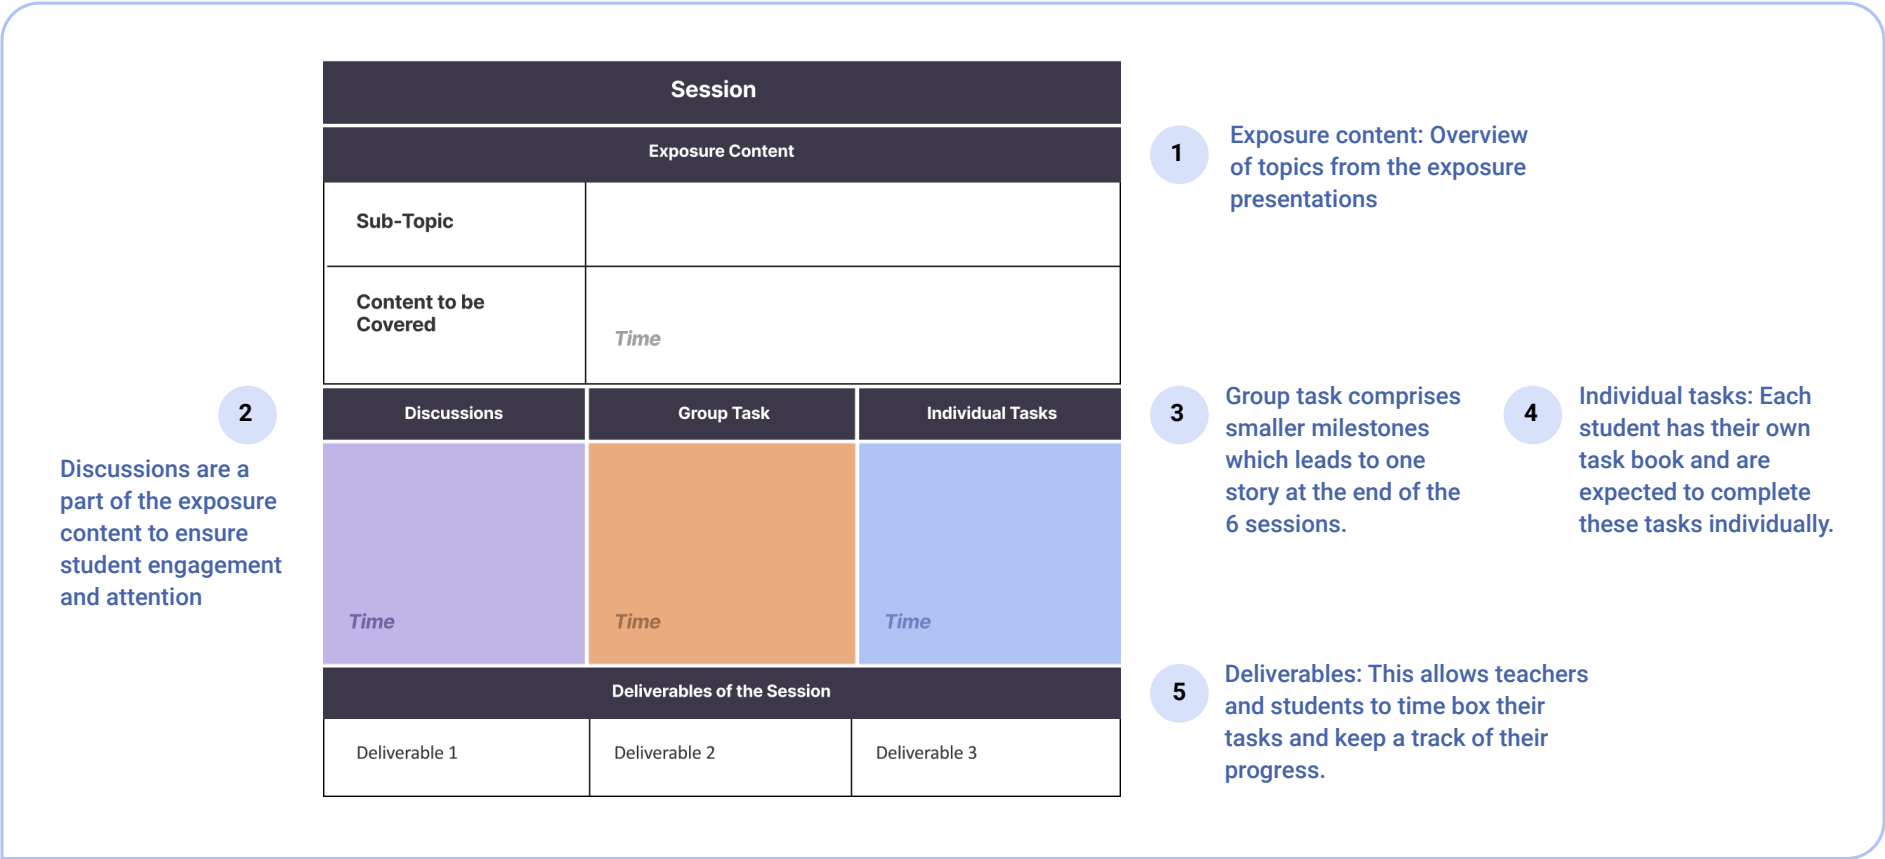 Session
Exposure Content
Sub-Topic
Content to be
Covered
Time
1
Exposure content: Overview
of topics from the exposure
presentations
2
Discussions are a
part of the exposure
content to ensure
student engagement
and attention
Discussions
Group Task
Individual Tasks
Time
Time
Time
3
Group task comprises
smaller milestones
which leads to one
story at the end of the
6 sessions.
4
Individual tasks: Each
student has their own
task book and are
expected to complete
these tasks individually.
Deliverables of the Session
Deliverable 1
Deliverable 2
Deliverable 3
5
Deliverables: This allows teachers
and students to time box their
tasks and keep a track of their
progress.